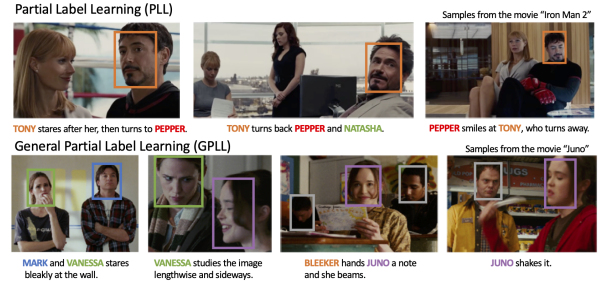 Partial Label Learning (PLL)
Samples from the movie "Iron Man 2"
TONY stares after her, then turns to PEPPER.
TONY turns back PEPPER and NATASHA.
PEPPER smiles at TONY, who turns away.
General Partial Label Learning (GPLL)
Samples from the movie "Juno"
UGS
MARK and VANESSA stares
bleakly at the wall.
VANESSA studies the image
lengthwise and sideways.
BLEEKER hands JUNO a note
and she beams.
JUNO shakes it.